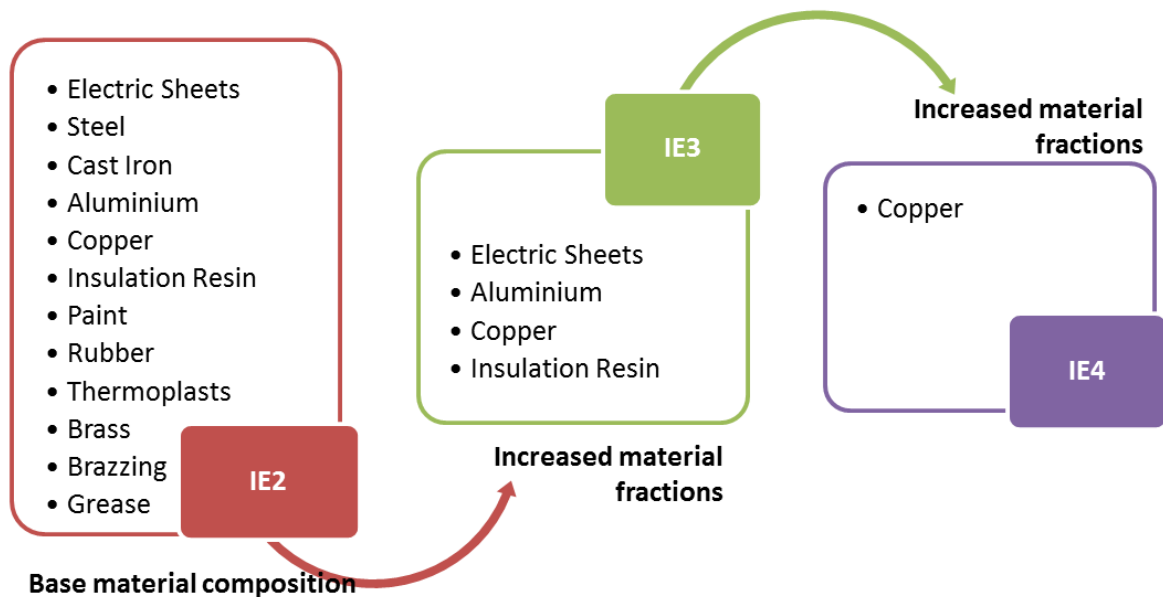 • Electric Sheets
• Steel
• Cast Iron
• Aluminium
• Copper
• Insulation Resin
• Paint
• Rubber
• Thermoplasts
• Brass
• Brazzing
• Grease
IE2
Base material composition
IE3
• Electric Sheets
• Aluminium
• Copper
• Insulation Resin
Increased material
fractions
Increased material
fractions
• Copper
IE4